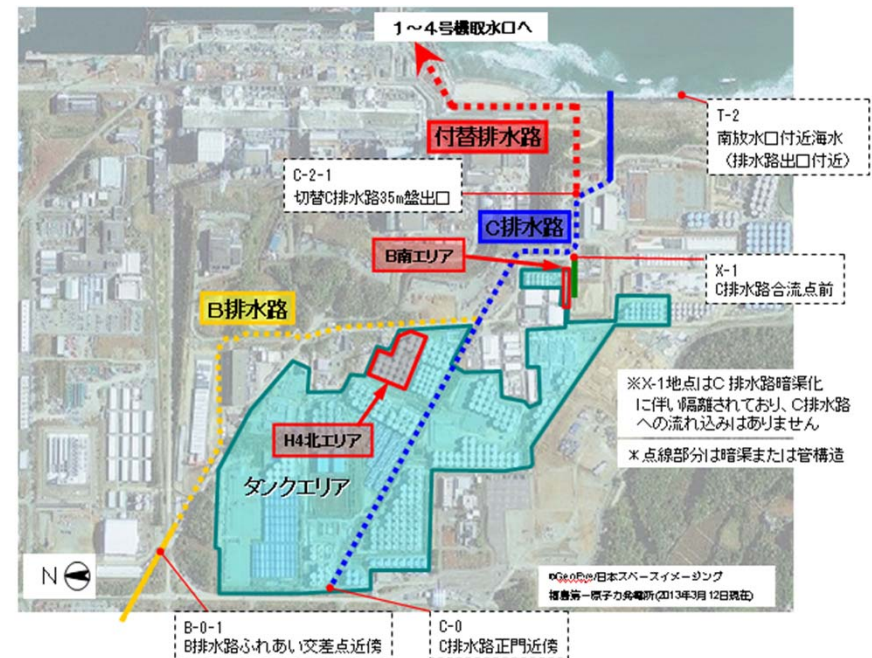 1～4号機取水口へ
付替排水路
T-2
南放水口付近海水
（排水路出口付近）
C-2-1
切替C排水路35m盤出口
C排水路
B南エリア
X-1
C排水路合流点前
B排水路
※X-1地点はC排水路暗渠化
に伴い隔離されており、C排水路
への流れ込みはありません
H4北エリア
＊点線部分は暗渠または管構造
タンクエリア
N
©GeoEye/日本スペースイメージング
福島第一原子力発電所(2013年3月12日現在)
B-0-1
B排水路ふれあい交差点近傍
C-0
C排水路正門近傍